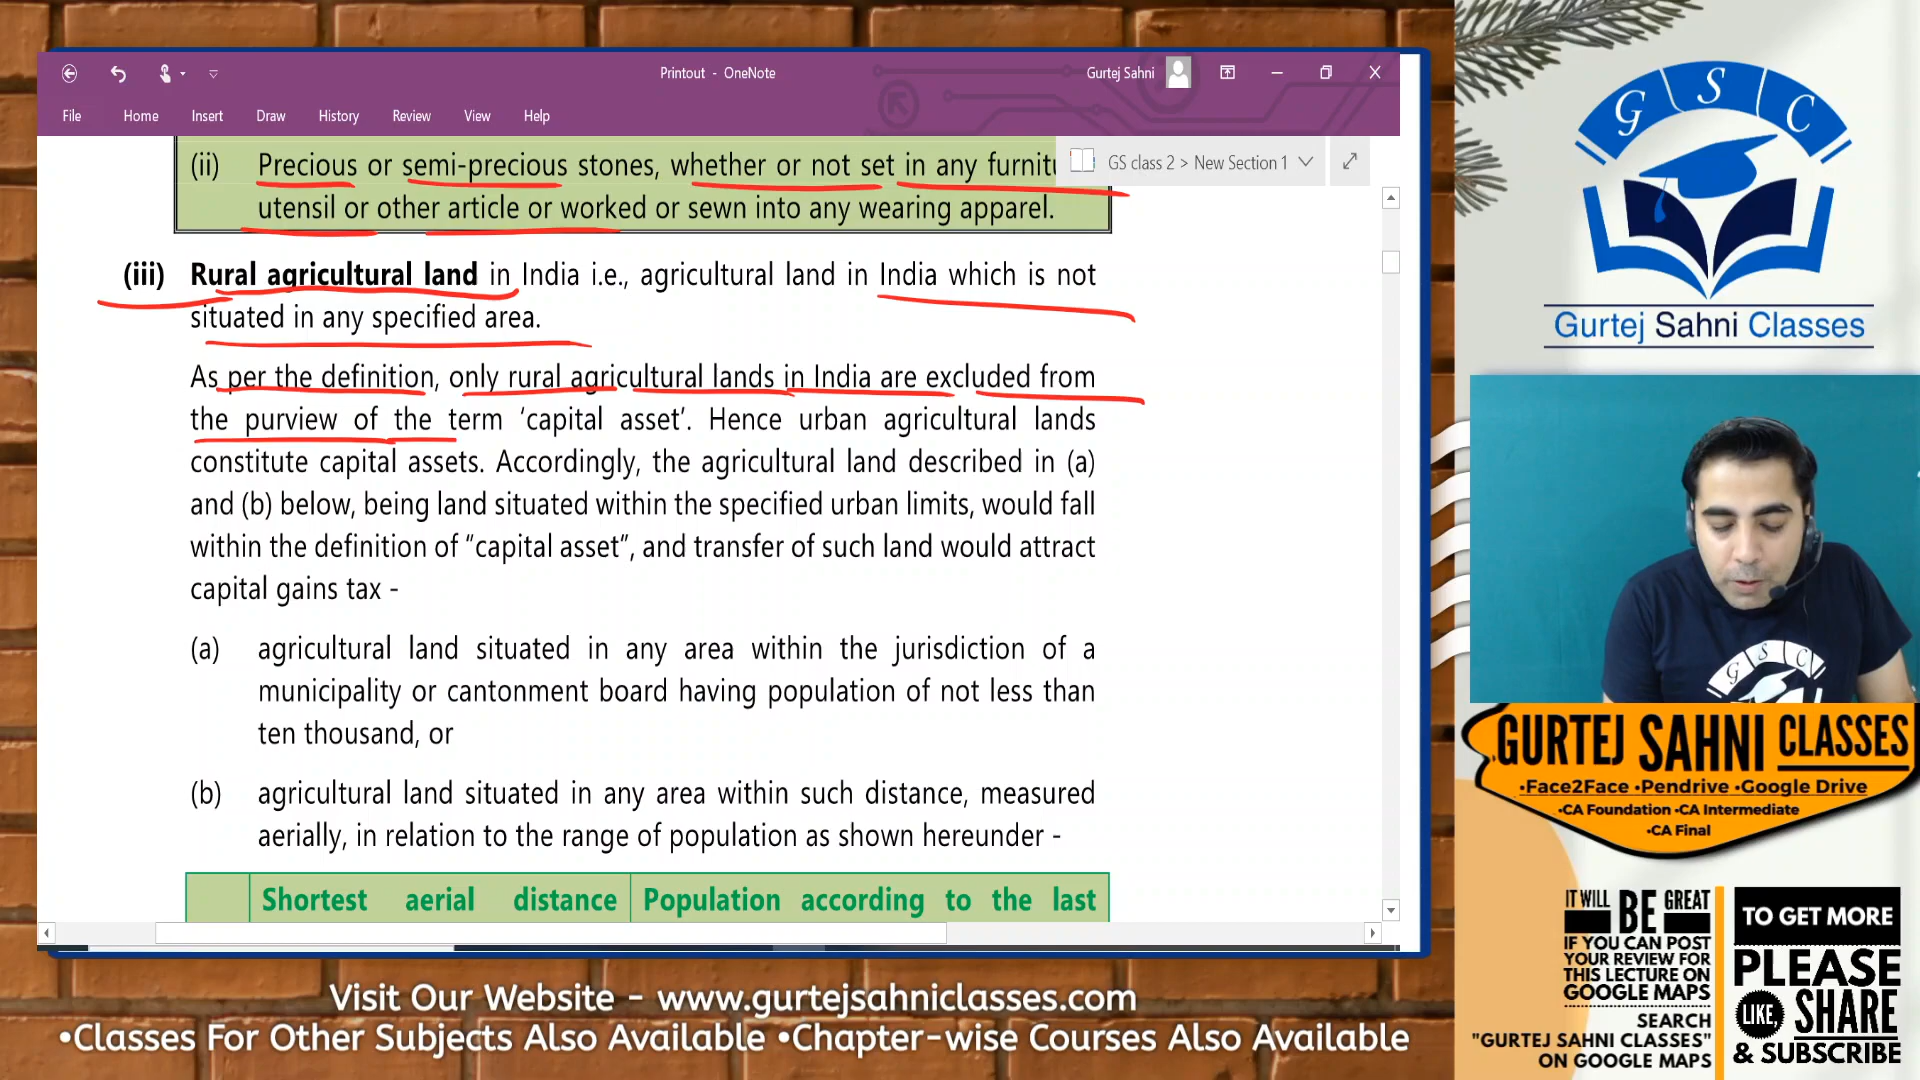 Printout - OneNote
Gurtej Sahni
File Home Insert Draw History Review View Help
GS class 2 > New Section 1
(ii) Precious or semi-precious stones, whether or not set in any furnitu
utensil or other article or worked or sewn into any wearing apparel.
(iii) Rural agricultural land in India i.e., agricultural land in India which is not
situated in any specified area.
As per the definition, only rural agricultural lands in India are excluded from
the purview of the term ‘capital asset’. Hence urban agricultural lands
constitute capital assets. Accordingly, the agricultural land described in (a)
and (b) below, being land situated within the specified urban limits, would fall
within the definition of “capital asset”, and transfer of such land would attract
capital gains tax -
(a) agricultural land situated in any area within the jurisdiction of a
municipality or cantonment board having population of not less than
ten thousand, or
(b) agricultural land situated in any area within such distance, measured
aerially, in relation to the range of population as shown hereunder -
Shortest aerial distance Population according to the last
G S C
Gurtej Sahni Classes
G S C
GURTEJ SAHNI CLASSES
•Face2Face •Pendrive •Google Drive
•CA Foundation •CA Intermediate
•CA Final
IT WILL BE GREAT
IF YOU CAN POST
YOUR REVIEW FOR
THIS LECTURE ON
GOOGLE MAPS
SEARCH
"GURTEJ SAHNI CLASSES"
ON GOOGLE MAPS
TO GET MORE
PLEASE
LIKE, SHARE
& SUBSCRIBE
Visit Our Website - www.gurtejsahniclasses.com
•Classes For Other Subjects Also Available •Chapter-wise Courses Also Available